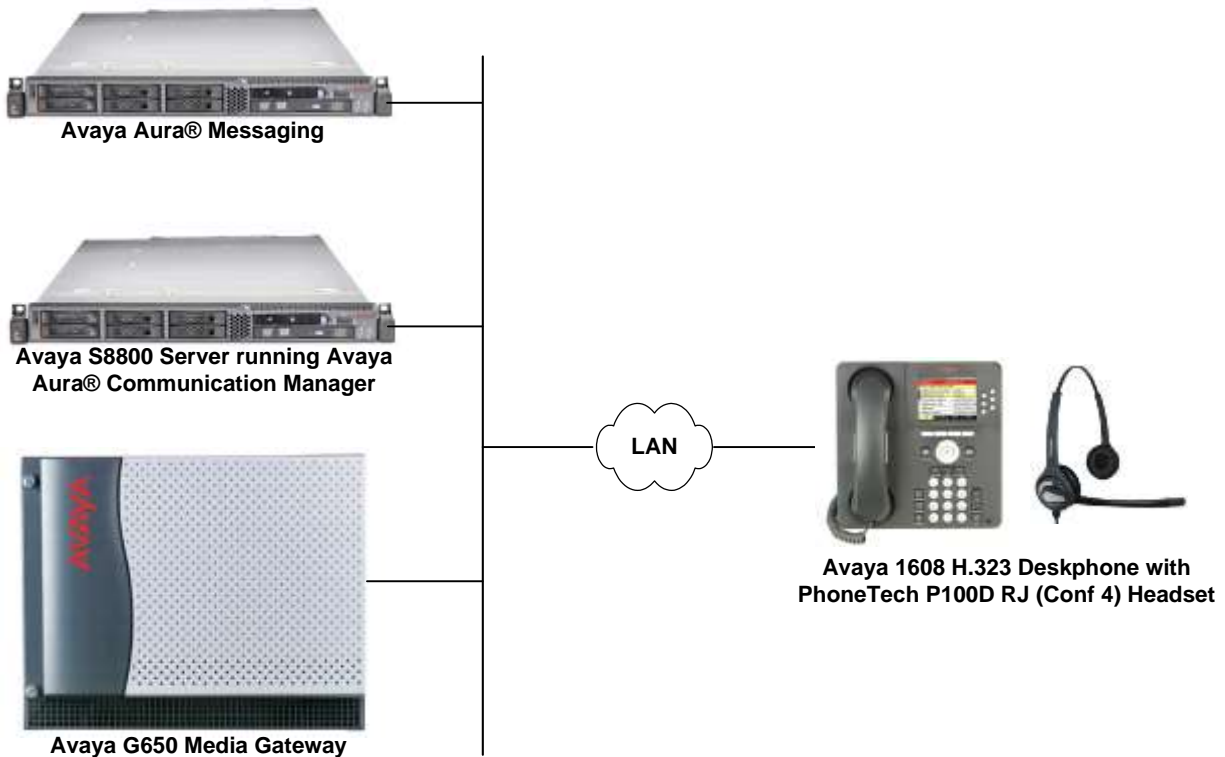 Avaya Aura® Messaging
Avaya S8800 Server running Avaya
Aura® Communication Manager
LAN
AVAYA
Avaya 1608 H.323 Deskphone with
PhoneTech P100D RJ (Conf 4) Headset
Avaya G650 Media Gateway